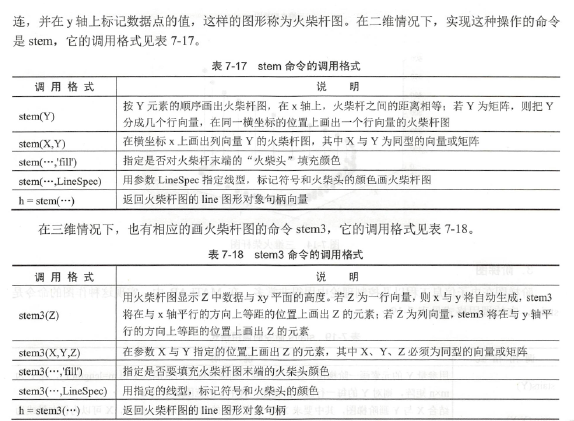 连，并在 y 轴上标记数据点的值，这样的图形称为火柴杆图。在二维情况下，实现这种操作的命令
是 stem，它的调用格式见表 7-17。
表 7-17 stem 命令的调用格式
调 用 格 式 说 明
stem(Y) 按 Y 元素的顺序画出火柴杆图，在 x 轴上，火柴杆之间的距离相等；若 Y 为矩阵，则把 Y
分成几个行向量，在同一横坐标的位置上画出一个行向量的火柴杆图
stem(X,Y) 在横坐标 x 上画出列向量 Y 的火柴杆图，其中 X 与 Y 为同型的向量或矩阵
stem(…,'fill') 指定是否对火柴杆末端的“火柴头”填充颜色
stem(…,LineSpec) 用参数 LineSpec 指定线型，标记符号和火柴头的颜色画火柴杆图
h = stem(…) 返回火柴杆图的 line 图形对象句柄向量
在三维情况下，也有相应的画火柴杆图的命令 stem3，它的调用格式见表 7-18。
表 7-18 stem3 命令的调用格式
调 用 格 式 说 明
stem3(Z) 用火柴杆图显示 Z 中数据与 xy 平面的高度。若 Z 为一行向量，则 x 与 y 将自动生成，stem3
将在与 x 轴平行的方向上等距的位置上画出 Z 的元素；若 Z 为列向量，stem3 将在与 y 轴平
行的方向上等距的位置上画出 Z 的元素
stem3(X,Y,Z) 在参数 X 与 Y 指定的位置上画出 Z 的元素，其中 X、Y、Z 必须为同型的向量或矩阵
stem3(…,'fill') 指定是否要填充火柴杆图末端的火柴头颜色
stem3(…,LineSpec) 用指定的线型，标记符号和火柴头的颜色
h = stem3(…) 返回火柴杆图的 line 图形对象句柄